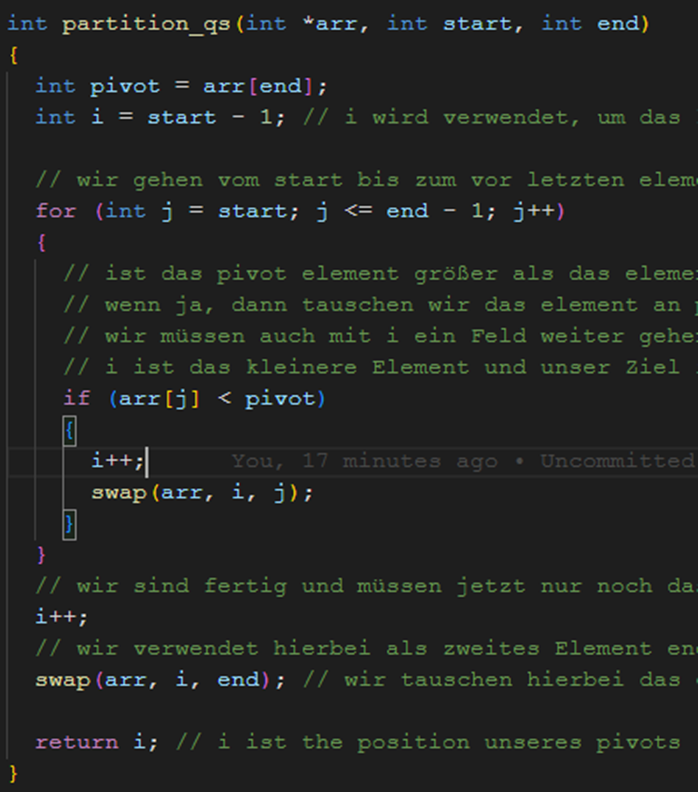 int partition_qs(int *arr, int start, int end)
{
int pivot = arr[end];
int i = start - 1; // i wird verwendet, um das
// wir gehen vom start bis zum vor letzten elem
for (int j = start; j <= end - 1; j++)
{
// ist das pivot element größer als das eleme
// wenn ja, dann tauschen wir das element an
// wir müssen auch mit i ein Feld weiter gehe
// i ist das kleinere Element und unser Ziel
if (arr[j] < pivot)
{
i++; You, 17 minutes ago • Uncommitted
swap(arr, i, j);
}
}
// wir sind fertig und müssen jetzt nur noch da
i++;
// wir verwendet hierbei als zweites Element en
swap(arr, i, end); // wir tauschen hierbei das
return i; // i ist the position unseres pivots
}